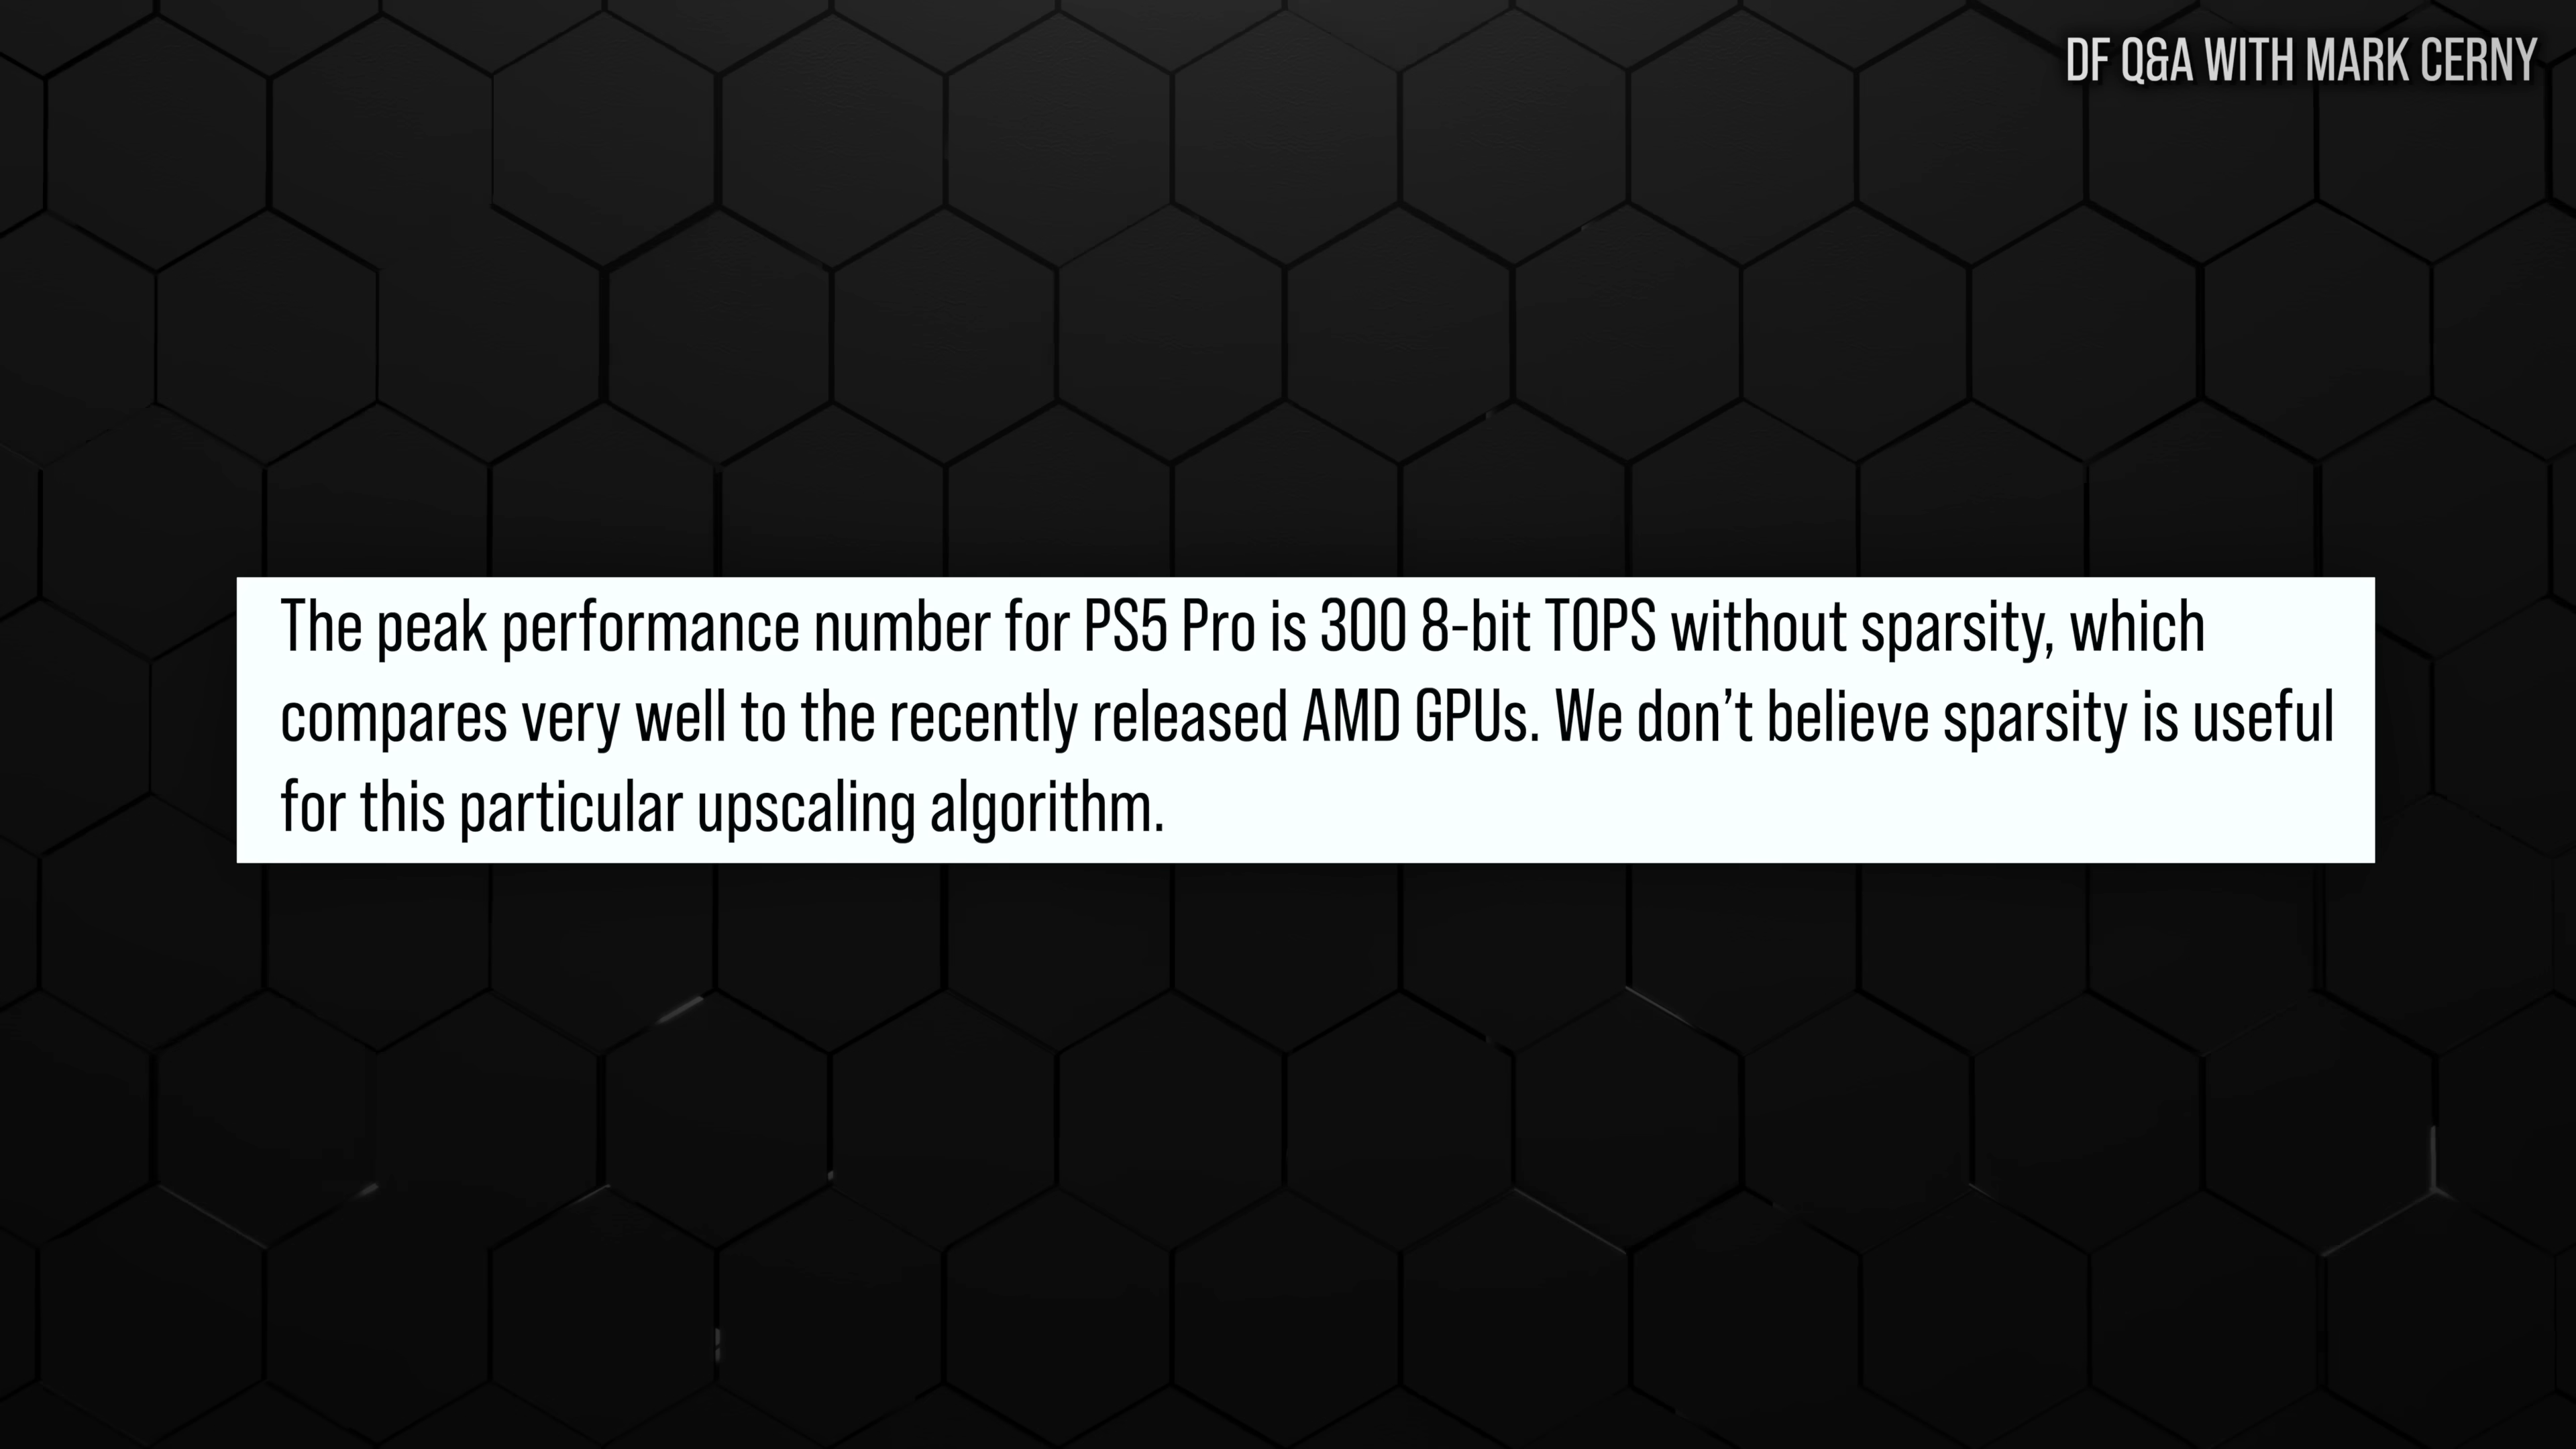 DF Q&A WITH MARK CERNY
The peak performance number for PS5 Pro is 300 8-bit TOPS without sparsity, which
compares very well to the recently released AMD GPUs. We don’t believe sparsity is useful
for this particular upscaling algorithm.